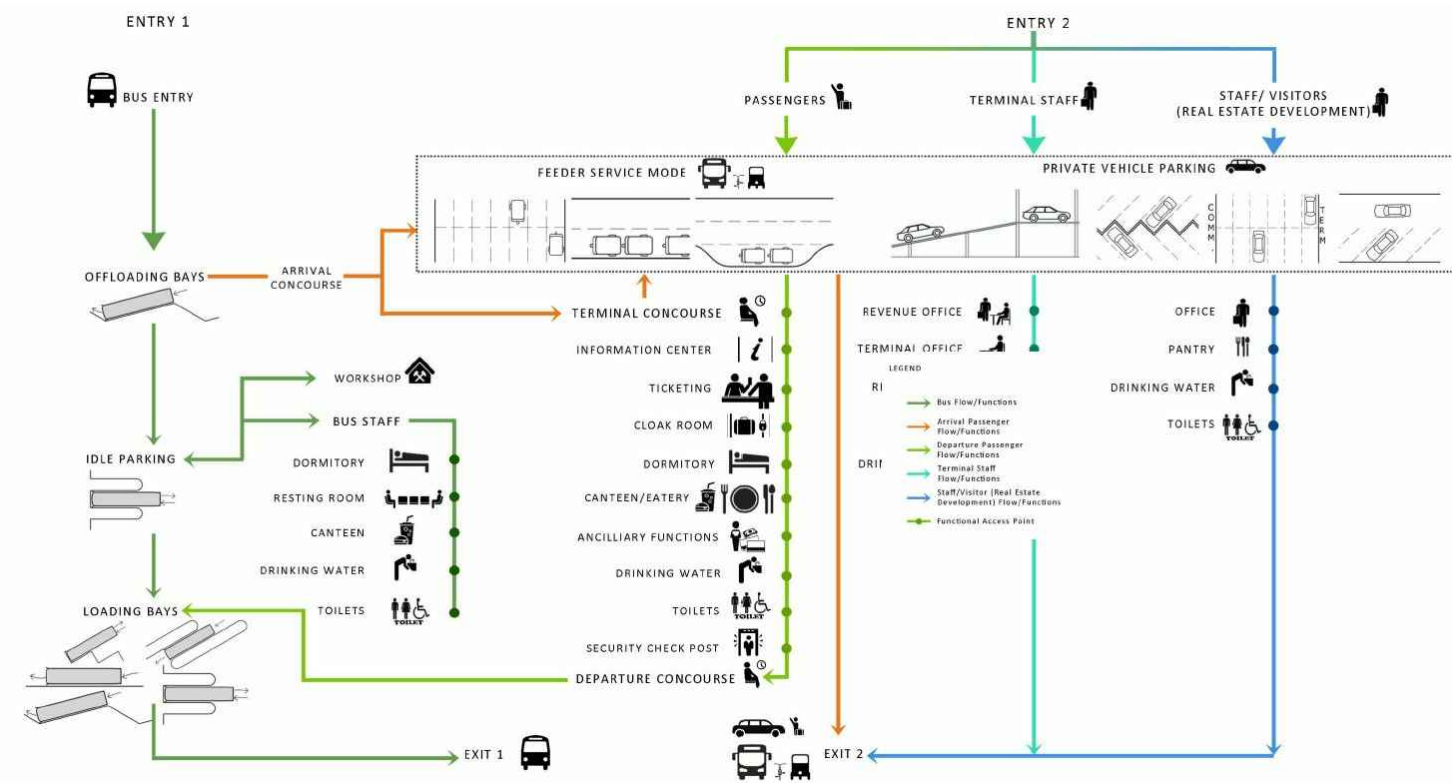 ENTRY 1
ENTRY 2
BUS ENTRY
PASSENGERS
TERMINAL STAFF
STAFF/ VISITORS
(REAL ESTATE DEVELOPMENT)
FEEDER SERVICE MODE
PRIVATE VEHICLE PARKING
COMM
TERM
OFFLOADING BAYS
ARRIVAL
CONCOURSE
TERMINAL CONCOURSE
INFORMATION CENTER
TICKETING
CLOAK ROOM
DORMITORY
CANTEEN/EATERY
ANCILLIARY FUNCTIONS
DRINKING WATER
TOILETS
TOILET
SECURITY CHECK POST
DEPARTURE CONCOURSE
WORKSHOP
BUS STAFF
IDLE PARKING
DORMITORY
RESTING ROOM
CANTEEN
DRINKING WATER
TOILETS
TOILET
LOADING BAYS
EXIT 1
REVENUE OFFICE
TERMINAL OFFICE
OFFICE
PANTRY
DRINKING WATER
TOILETS
TOILET
LEGEND
Bus Flow/Functions
Arrival Passenger
Flow/Functions
Departure Passenger
Flow/Functions
Terminal Staff
Flow/Functions
Staff/Visitor (Real Estate
Development) Flow/Functions
Functional Access Point
EXIT 2